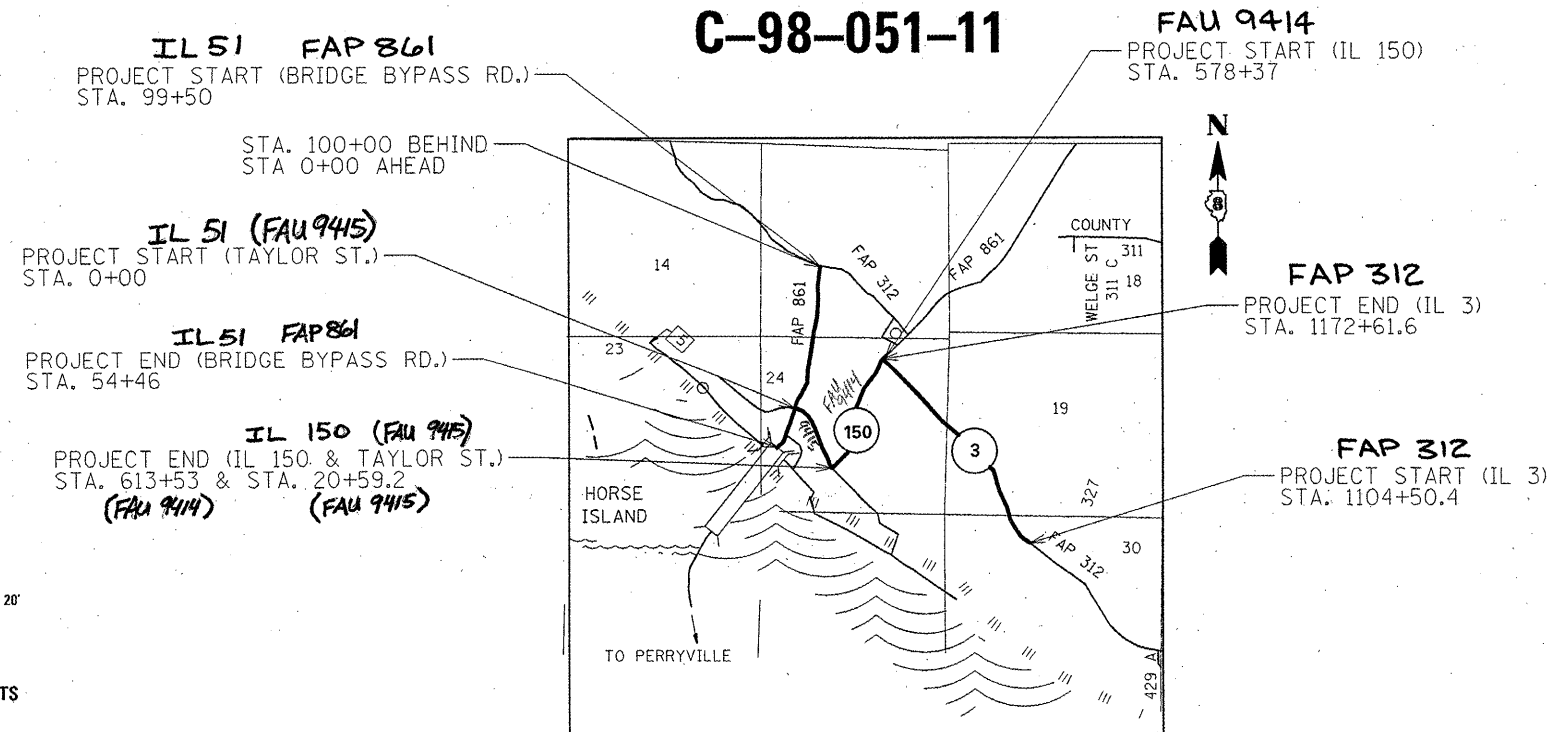 C-98-051-11
IL 51 FAP 861
PROJECT START (BRIDGE BYPASS RD.)
STA. 99+50
STA. 100+00 BEHIND
STA 0+00 AHEAD
IL 51 (FAU 9415)
PROJECT START (TAYLOR ST.)
STA. 0+00
IL 51 FAP 861
PROJECT END (BRIDGE BYPASS RD.)
STA. 54+46
IL 150 (FAU 9415)
PROJECT END (IL 150 & TAYLOR ST.)
STA. 613+53 & STA. 20+59.2
(FAU 9414) (FAU 9415)
20'
TS
FAU 9414
PROJECT START (IL 150)
STA. 578+37
N
8
FAP 312
PROJECT END (IL 3)
STA. 1172+61.6
FAP 312
PROJECT START (IL 3)
STA. 1104+50.4
14
FAP 312
FAP 861
COUNTY
WELGE ST
311 C
311
18
FAP 861
5
23
24
FAU
9414
9415
150
3
19
HORSE
ISLAND
327
30
FAP 312
TO PERRYVILLE
429 A